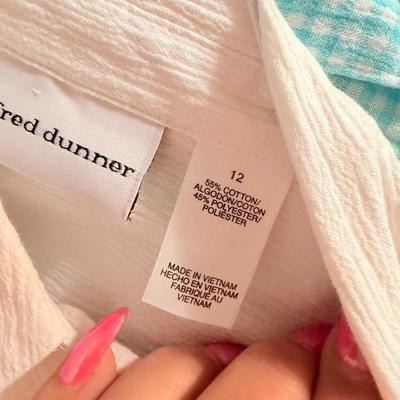 fred dunner
12
55% COTTON/
ALGODÓN/COTON
45% POLYESTER/
POLIÉSTER
MADE IN VIETNAM
HECHO EN VIETNAM
FABRIQUÉ AU
VIETNAM